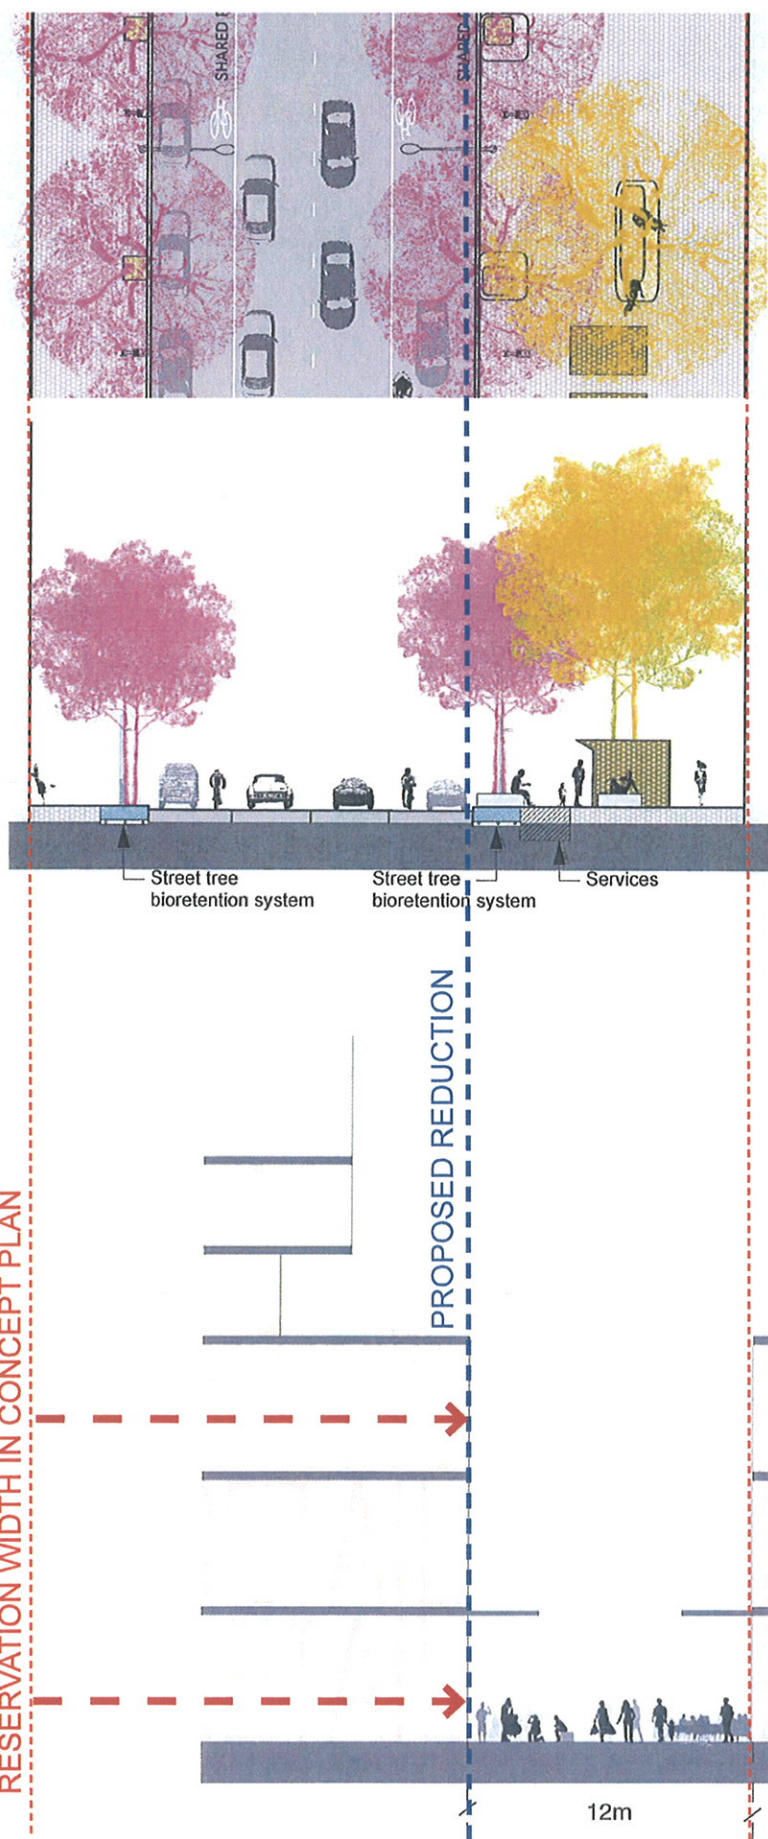 SHARED
SHARED
Street tree
bioretention system
Street tree
bioretention system
Services
PROPOSED REDUCTION
RESERVATION WIDTH IN CONCEPT PLAN
12m